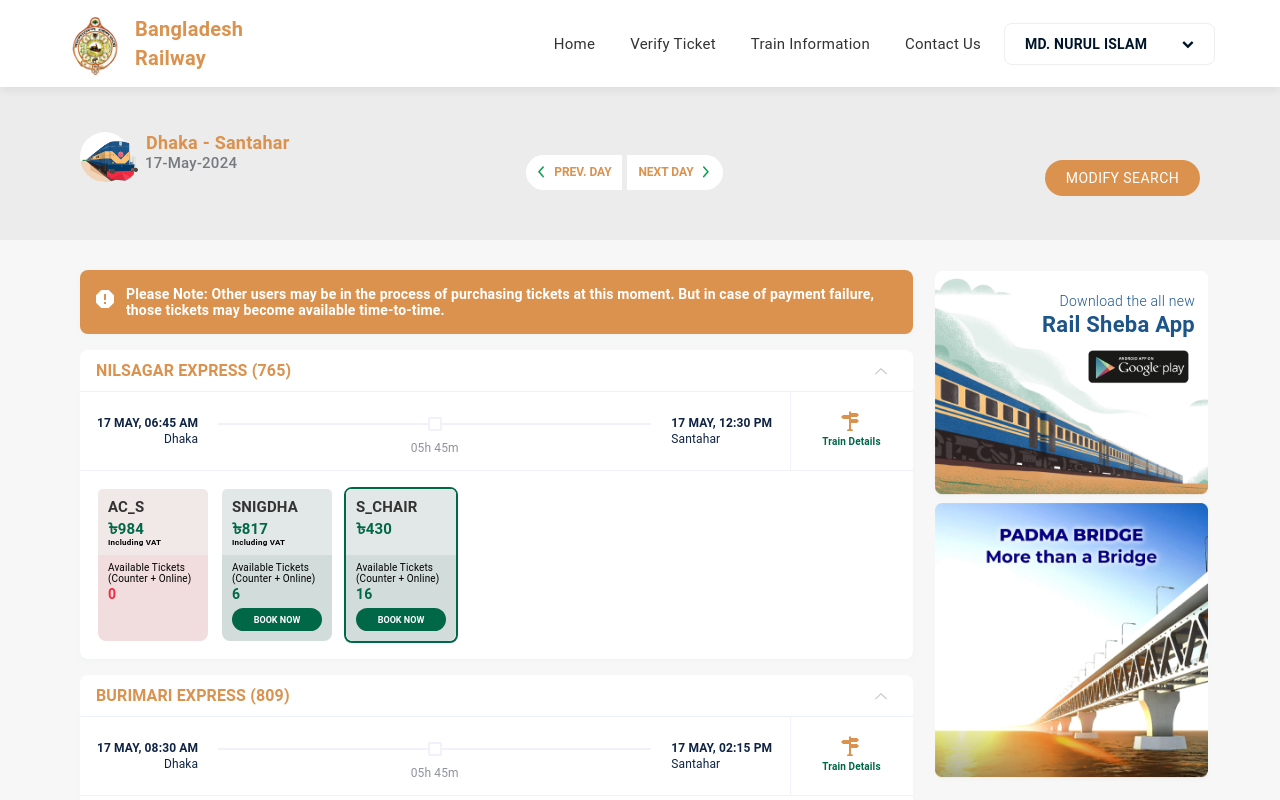 Bangladesh
Railway
Home
Verify Ticket
Train Information
Contact Us
MD. NURUL ISLAM
Dhaka - Santahar
17-May-2024
PREV. DAY
NEXT DAY
MODIFY SEARCH
Please Note: Other users may be in the process of purchasing tickets at this moment. But in case of payment failure,
those tickets may become available time-to-time.
NILSAGAR EXPRESS (765)
17 MAY, 06:45 AM
Dhaka
05h 45m
17 MAY, 12:30 PM
Santahar
Train Details
AC_S
৳984
Including VAT
Available Tickets
(Counter + Online)
0
SNIGDHA
৳817
Including VAT
Available Tickets
(Counter + Online)
6
BOOK NOW
S_CHAIR
৳430
Available Tickets
(Counter + Online)
16
BOOK NOW
BURIMARI EXPRESS (809)
17 MAY, 08:30 AM
Dhaka
05h 45m
17 MAY, 02:15 PM
Santahar
Train Details
Download the all new
Rail Sheba App
ANDROID APP ON
Google play
PADMA BRIDGE
More than a Bridge